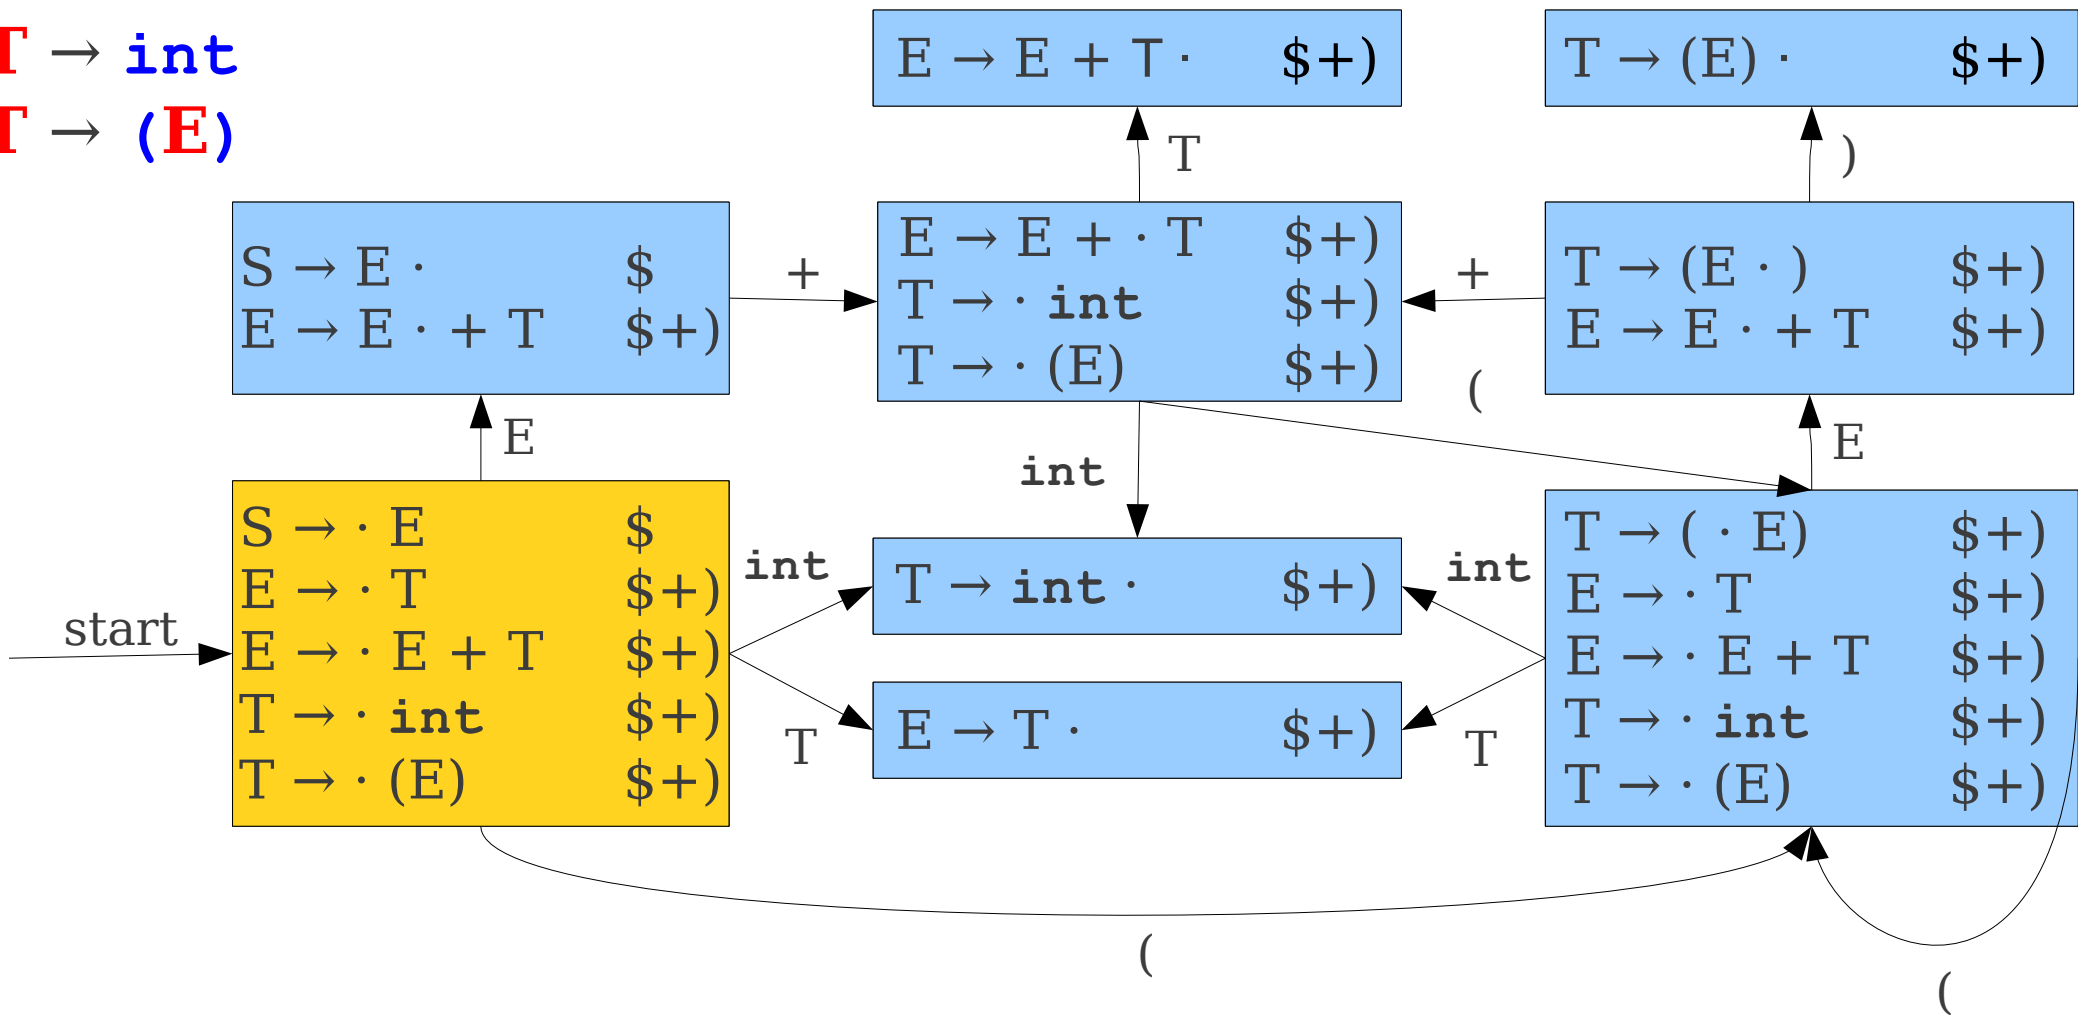 T → int
T → (E)
E → E + T · $+)
T → (E) · $+)
T
)
S → E · $
E → E · + T $+)
+
E → E + · T $+)
T → · int $+)
T → · (E) $+)
+
T → (E · ) $+)
E → E · + T $+)
E
int
(
E
start
S → · E $
E → · T $+)
E → · E + T $+)
T → · int $+)
T → · (E) $+)
int
T
T → int · $+)
E → T · $+)
int
T
T → ( · E) $+)
E → · T $+)
E → · E + T $+)
T → · int $+)
T → · (E) $+)
(
(